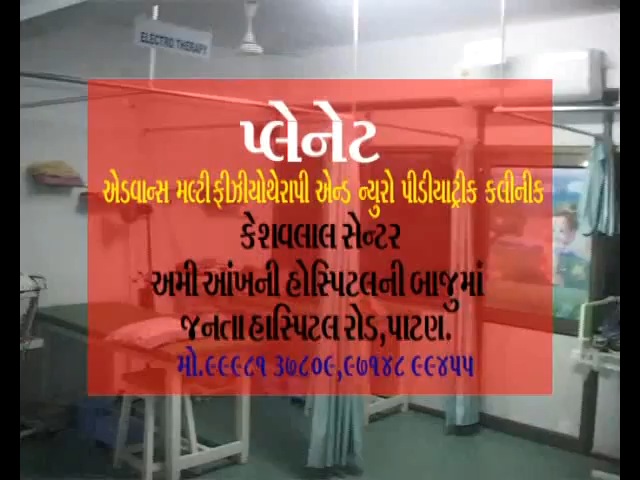 ELECTRO THERAPY
પ્લેનેટ
એડવાન્સ મલ્ટીફીઝીયોથેરાપી એન્ડ ન્યુરો પીડીયાટ્રીક કલીનીક
કેશવલાલ સેન્ટર
અમી આંખની હોસ્પિટલની બાજુમાં
જનતા હાસ્પિટલ રોડ,પાટણ.
મો.૯૯૯૮૧ ૩૭૮૦૯,૯૭૧૪૮ ૯૯૪૫૫